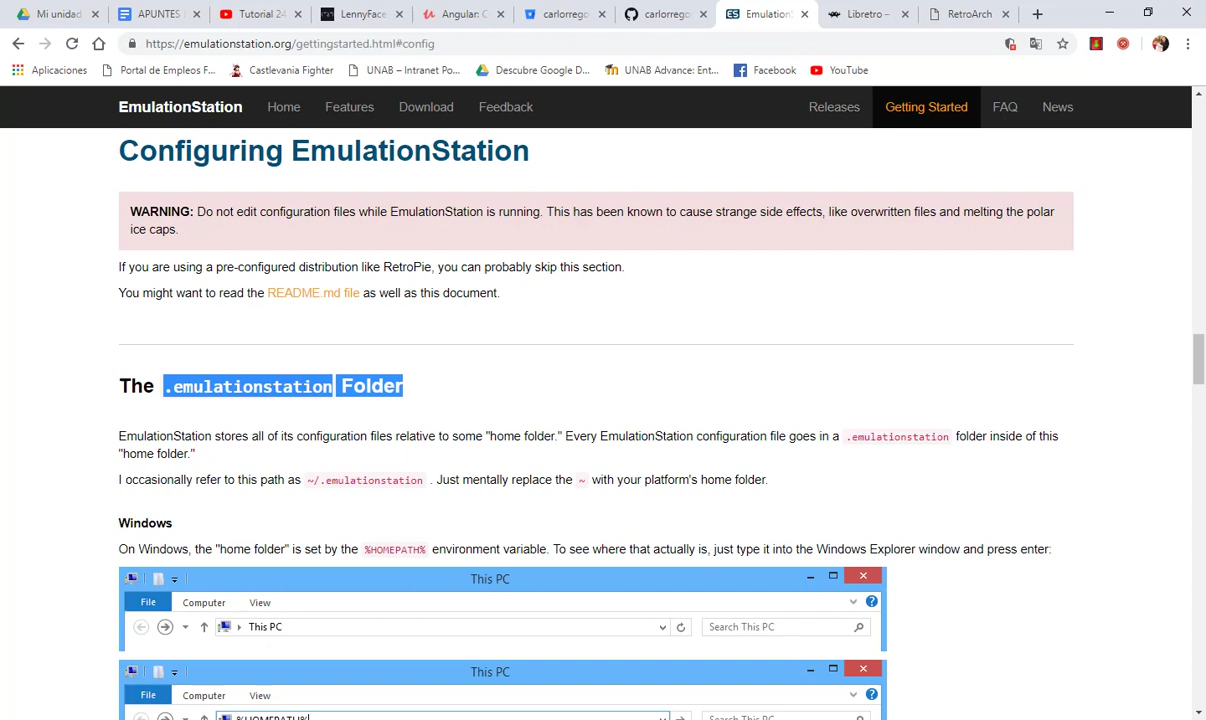 Mi unidad
APUNTES
Tutorial 24
LennyFace
Angular: C
carlorrego
carlorrego
EmulationS
Libretro –
RetroArch
https://emulationstation.org/gettingstarted.html#config
Aplicaciones
Portal de Empleos F...
Castlevania Fighter
UNAB – Intranet Po...
Descubre Google D...
UNAB Advance: Ent...
Facebook
YouTube
EmulationStation Home Features Download Feedback Releases Getting Started FAQ News
Configuring EmulationStation
WARNING: Do not edit configuration files while EmulationStation is running. This has been known to cause strange side effects, like overwritten files and melting the polar
ice caps.
If you are using a pre-configured distribution like RetroPie, you can probably skip this section.
You might want to read the README.md file as well as this document.
The .emulationstation Folder
EmulationStation stores all of its configuration files relative to some "home folder." Every EmulationStation configuration file goes in a .emulationstation folder inside of this
"home folder."
I occasionally refer to this path as ~/.emulationstation . Just mentally replace the ~ with your platform's home folder.
Windows
On Windows, the "home folder" is set by the %HOMEPATH% environment variable. To see where that actually is, just type it into the Windows Explorer window and press enter:
This PC
File Computer View
This PC Search This PC
This PC
File Computer View
%HOMEPATH% Search This PC